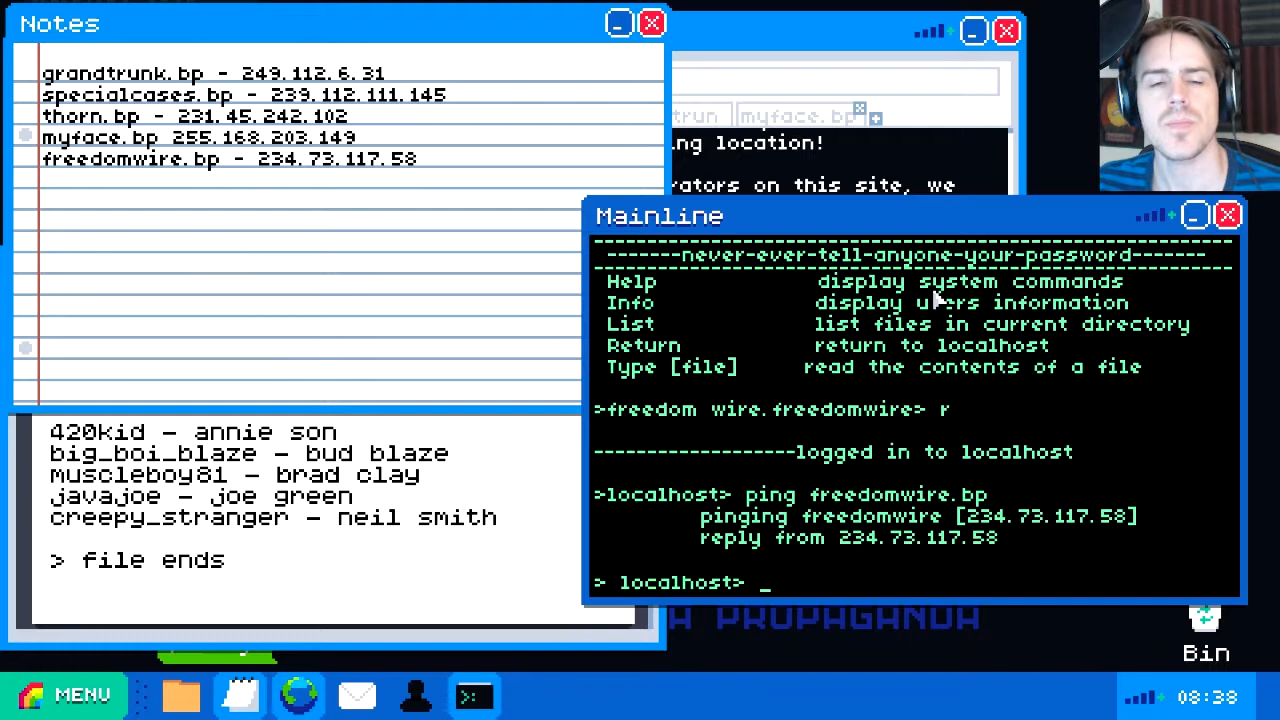 Notes
grandtrunk.bp - 249.112.6.31
specialcases.bp - 239.112.111.145
thorn.bp - 231.45.242.102
myface.bp 255.168.203.149
freedomwire.bp - 234.73.117.58
trun
myface.bp
ng location!
rators on this site, we
Mainline
-------never-ever-tell-anyone-your-password-------
Help display system commands
Info display users information
List list files in current directory
Return return to localhost
Type [file] read the contents of a file
>freedom wire.freedomwire> r
------------------logged in to localhost
>localhost> ping freedomwire.bp
pinging freedomwire [234.73.117.58]
reply from 234.73.117.58
> localhost> _
420kid - annie son
big_boi_blaze - bud blaze
muscleboy81 - brad clay
javajoe - joe green
creepy_stranger - neil smith
> file ends
A PROPAGANDA
Bin
MENU
08:38